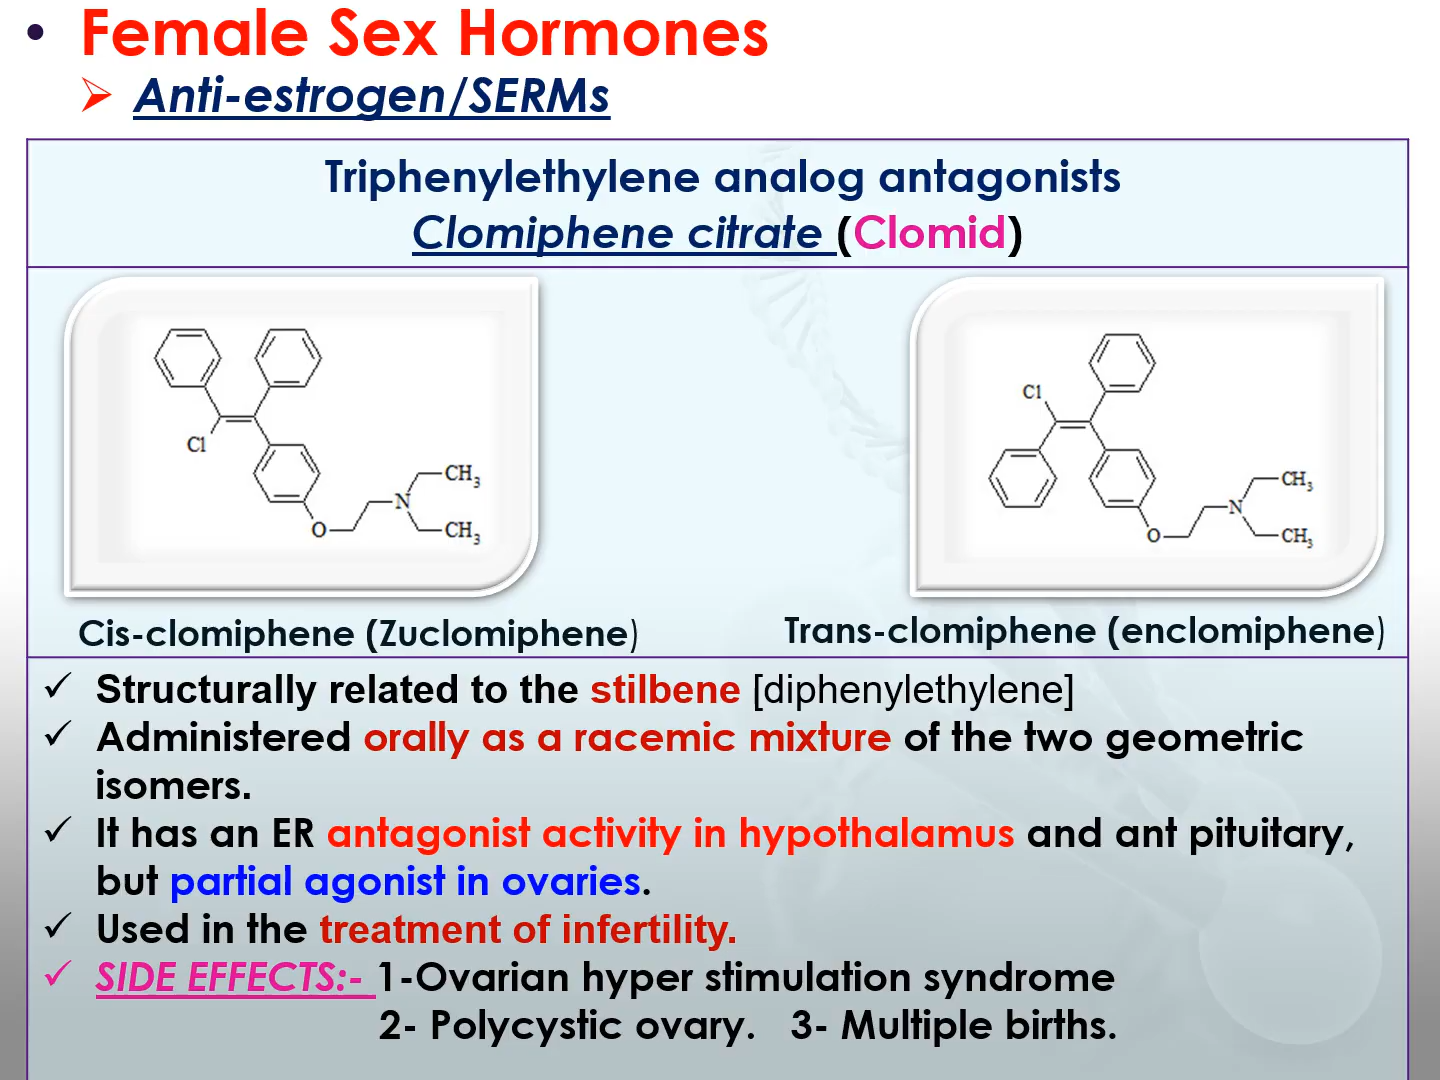 • Female Sex Hormones
➢ Anti-estrogen/SERMs
Triphenylethylene analog antagonists
Clomiphene citrate (Clomid)
Cl
O
N
CH3
CH3
Cis-clomiphene (Zuclomiphene)
Cl
O
N
CH3
CH3
Trans-clomiphene (enclomiphene)
✓ Structurally related to the stilbene [diphenylethylene]
✓ Administered orally as a racemic mixture of the two geometric
isomers.
✓ It has an ER antagonist activity in hypothalamus and ant pituitary,
but partial agonist in ovaries.
✓ Used in the treatment of infertility.
✓ SIDE EFFECTS:- 1-Ovarian hyper stimulation syndrome
2- Polycystic ovary. 3- Multiple births.